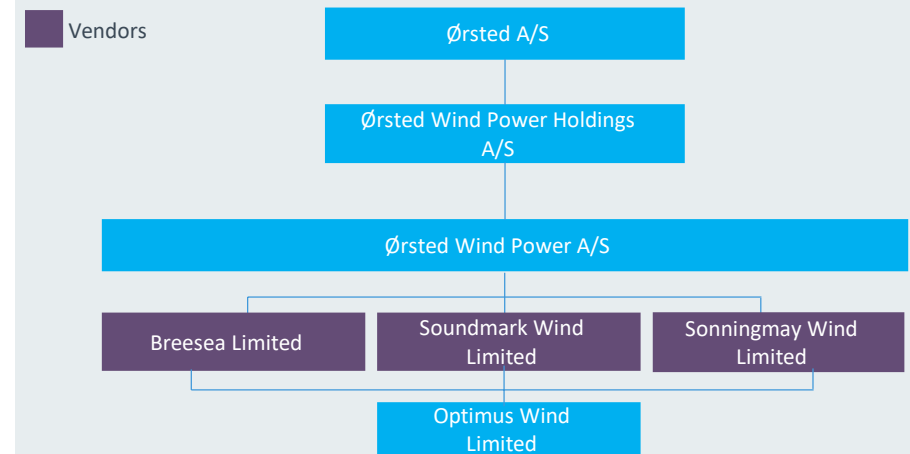 Vendors
Ørsted A/S
Ørsted Wind Power Holdings
A/S
Ørsted Wind Power A/S
Breesea Limited
Soundmark Wind
Limited
Sonningmay Wind
Limited
Optimus Wind
Limited